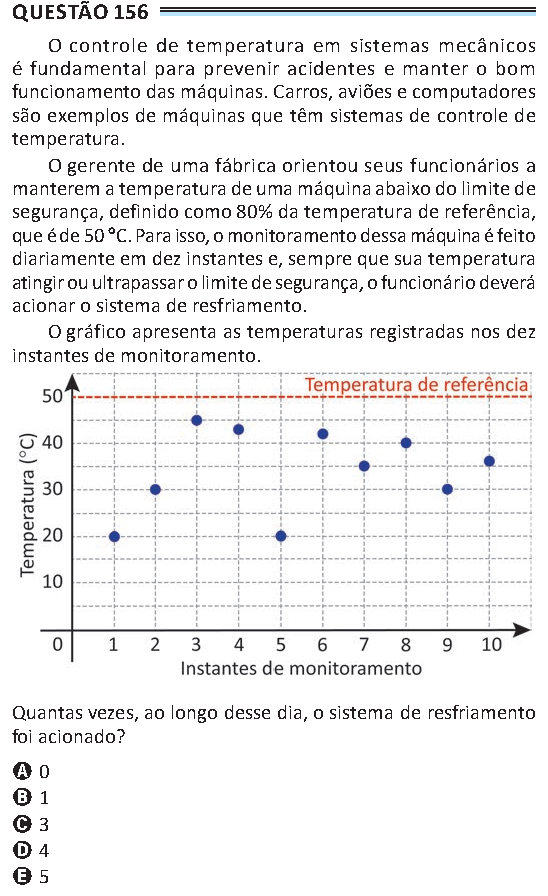 QUESTÃO 156
O controle de temperatura em sistemas mecânicos
é fundamental para prevenir acidentes e manter o bom
funcionamento das máquinas. Carros, aviões e computadores
são exemplos de máquinas que têm sistemas de controle de
temperatura.
O gerente de uma fábrica orientou seus funcionários a
manterem a temperatura de uma máquina abaixo do limite de
segurança, definido como 80% da temperatura de referência,
que é de 50 °C. Para isso, o monitoramento dessa máquina é feito
diariamente em dez instantes e, sempre que sua temperatura
atingir ou ultrapassar o limite de segurança, o funcionário deverá
acionar o sistema de resfriamento.
O gráfico apresenta as temperaturas registradas nos dez
instantes de monitoramento.
Temperatura de referência
50
40
30
20
10
Temperatura (°C)
0 1 2 3 4 5 6 7 8 9 10
Instantes de monitoramento
Quantas vezes, ao longo desse dia, o sistema de resfriamento
foi acionado?
A 0
B 1
C 3
D 4
E 5